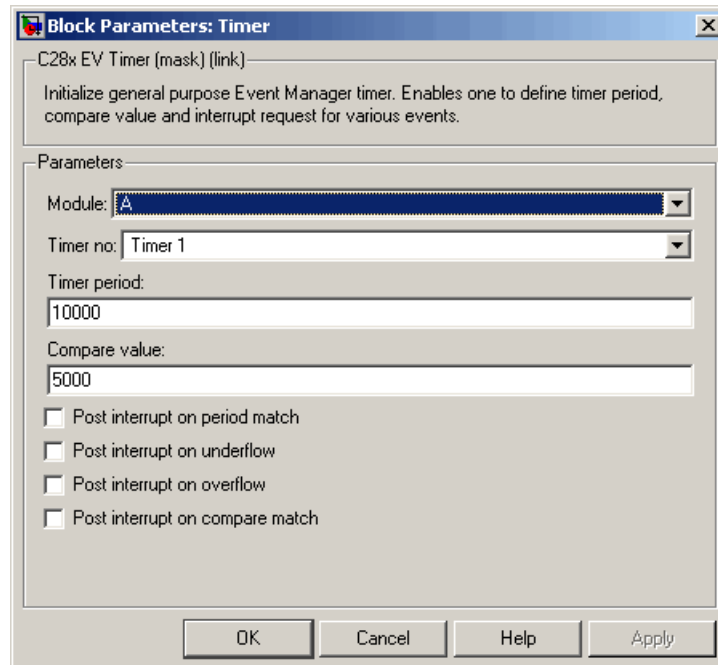 Block Parameters: Timer
C28x EV Timer (mask) (link)
Initialize general purpose Event Manager timer. Enables one to define timer period,
compare value and interrupt request for various events.
Parameters
Module: A
Timer no: Timer 1
Timer period:
10000
Compare value:
5000
Post interrupt on period match
Post interrupt on underflow
Post interrupt on overflow
Post interrupt on compare match
OK Cancel Help Apply